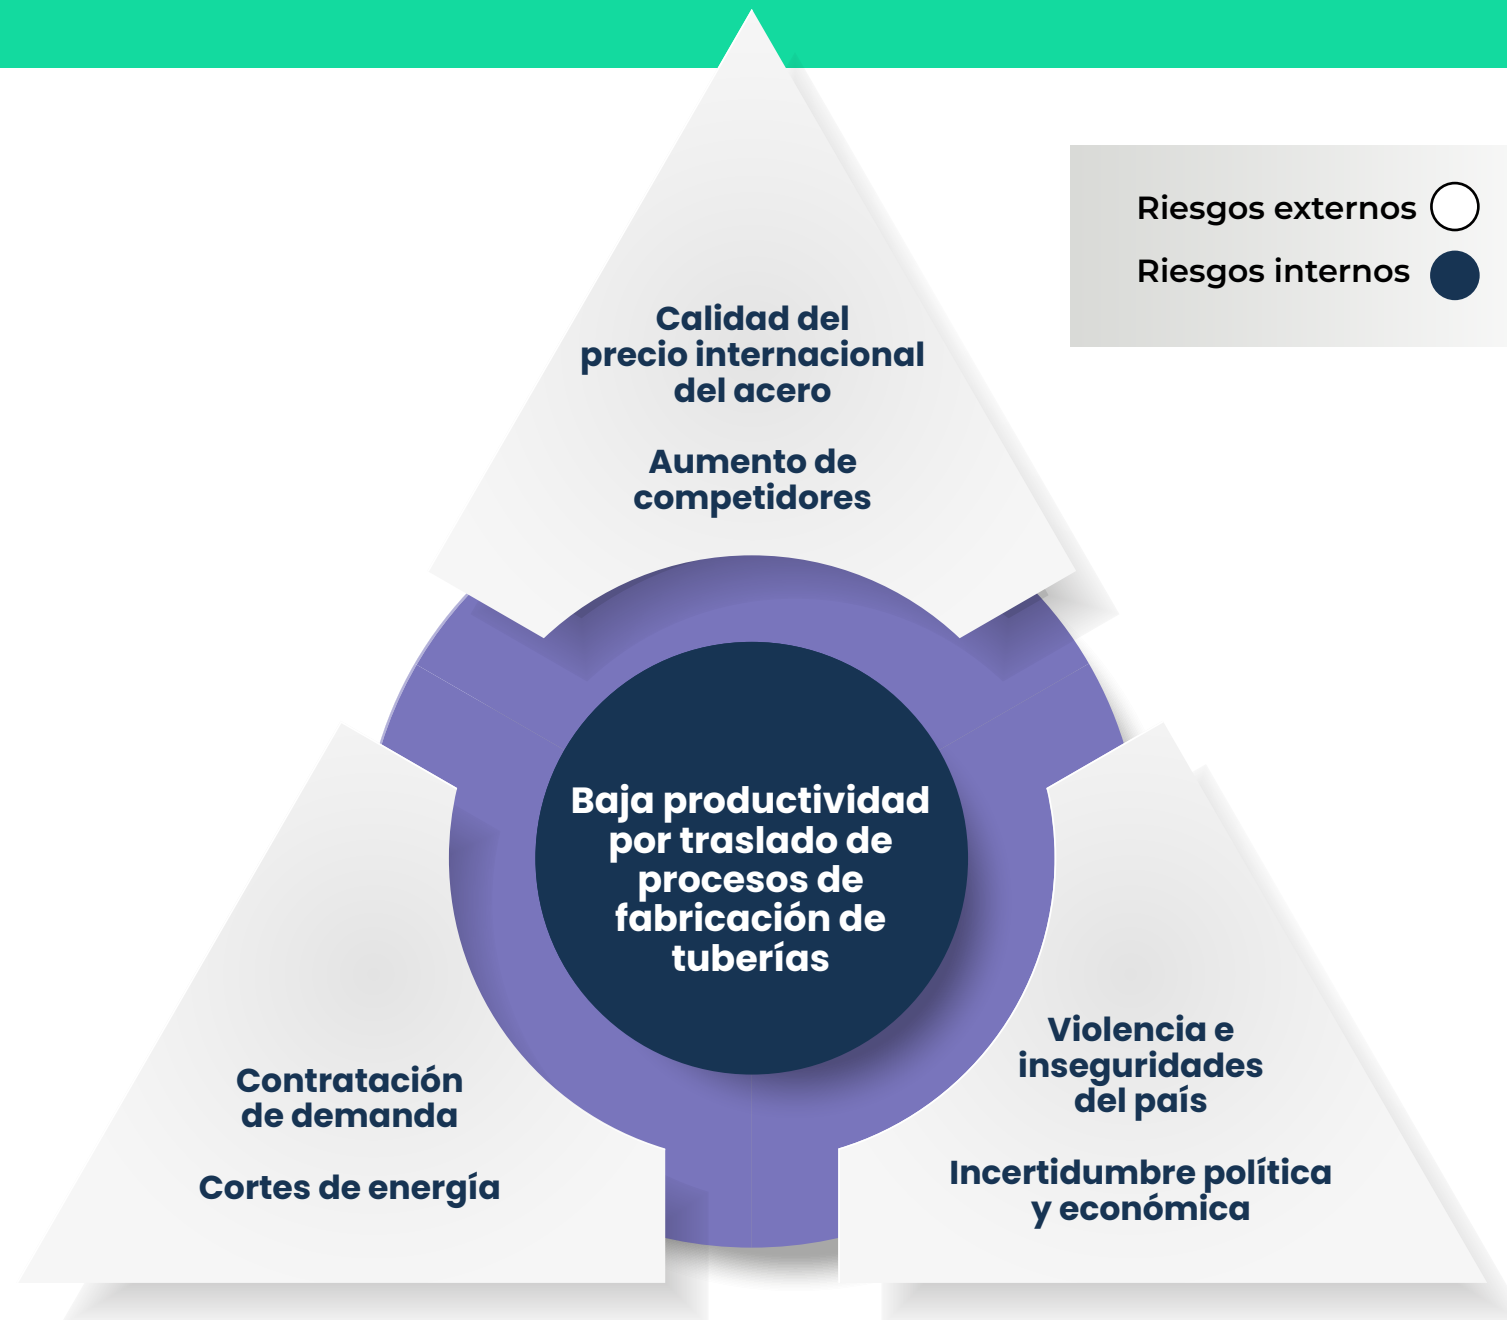 Riesgos externos
Riesgos internos
Calidad del
precio internacional
del acero
Aumento de
competidores
Baja productividad
por traslado de
procesos de
fabricación de
tuberías
Contratación
de demanda
Cortes de energía
Violencia e
inseguridades
del país
Incertidumbre política
y económica